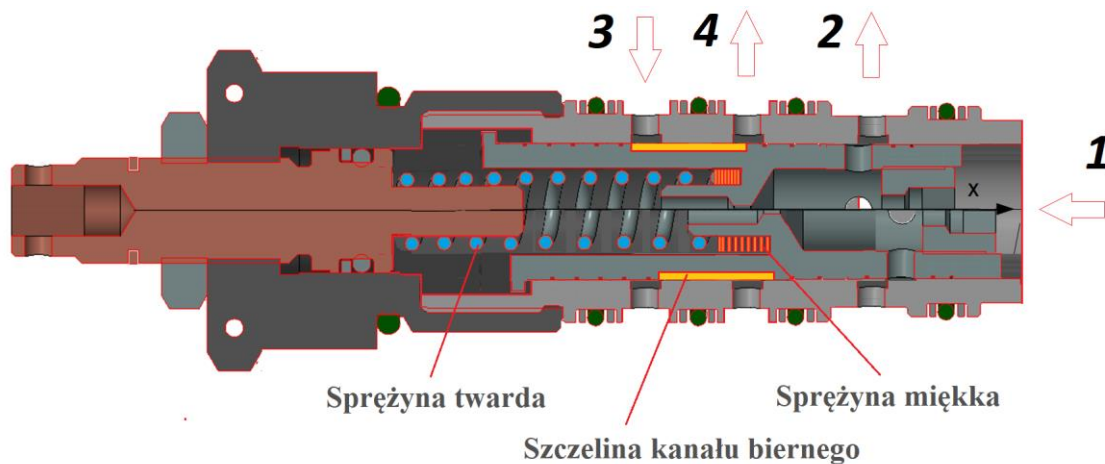 3 4 2
1
x
Sprężyna twarda
Sprężyna miękka
Szczelina kanału biernego